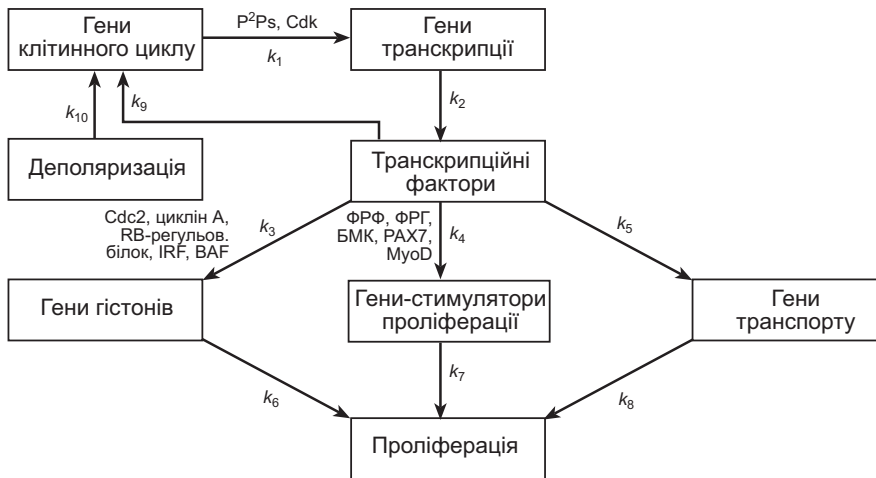 Гени
клітинного циклу
P²Ps, Cdk
k₁
Гени
транскрипції
k₁₀
k₉
k₂
Деполяризація
Транскрипційні
фактори
Cdc2, циклін А,
RB-регульов.
білок, IRF, BAF
k₃
ФРФ, ФРГ,
БМК, PAX7,
MyoD
k₄
k₅
Гени гістонів
Гени-стимулятори
проліферації
Гени
транспорту
k₆
k₇
k₈
Проліферація